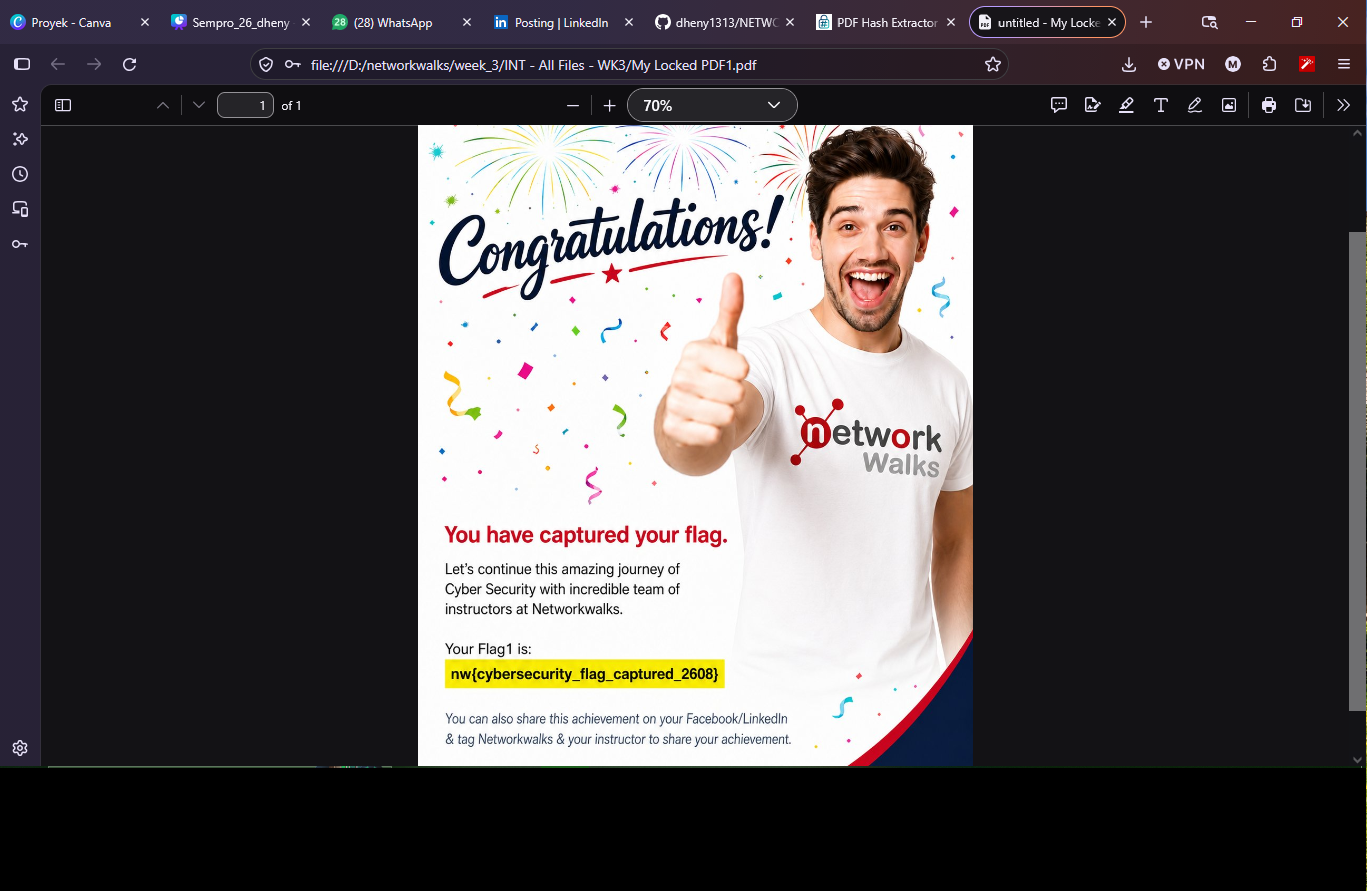 Proyek - Canva
Sempro_26_dheny
28
(28) WhatsApp
in
Posting | LinkedIn
dheny1313/NETWC
PDF Hash Extractor
untitled - My Locke
file:///D:/networkwalks/week_3/INT - All Files - WK3/My Locked PDF1.pdf
VPN
M
1
of 1
70%
Congratulations!
network
Walks
You have captured your flag.
Let's continue this amazing journey of
Cyber Security with incredible team of
instructors at Networkwalks.
Your Flag1 is:
nw{cybersecurity_flag_captured_2608}
You can also share this achievement on your Facebook/LinkedIn
& tag Networkwalks & your instructor to share your achievement.